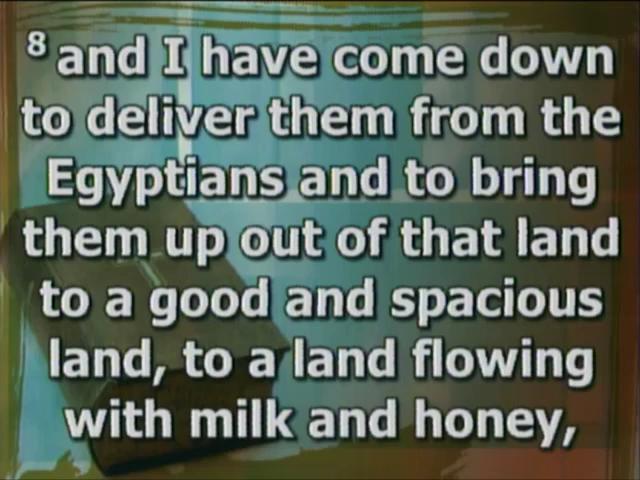 8 and I have come down
to deliver them from the
Egyptians and to bring
them up out of that land
to a good and spacious
land, to a land flowing
with milk and honey,